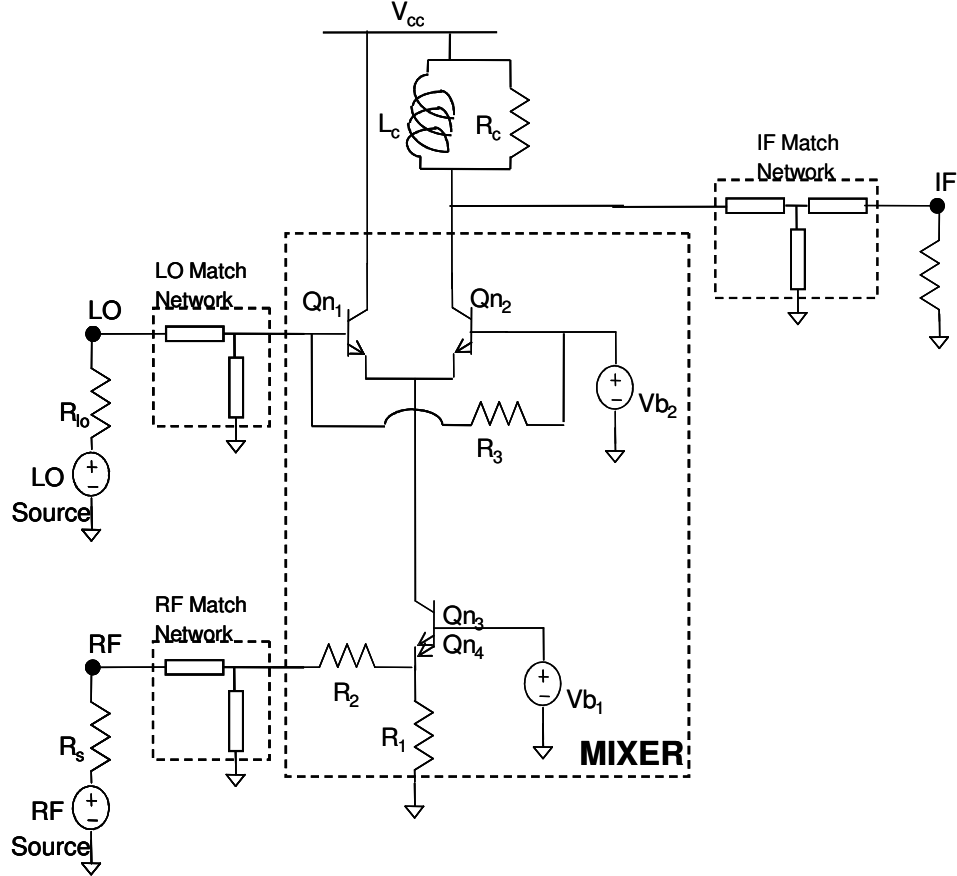 Vcc
Lc
Rc
IF Match
Network
IF
LO Match
Network
LO
Qn1
Qn2
+
−
Vb2
Rlo
R3
+
−
LO
Source
RF Match
Network
RF
Qn3
Qn4
R2
+
−
Vb1
Rs
R1
MIXER
+
−
RF
Source